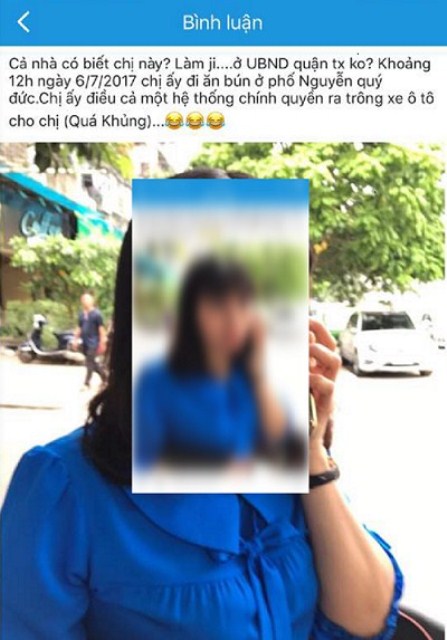 Bình luận
Cả nhà có biết chị này? Làm ji....ở UBND quận tx ko? Khoảng
12h ngày 6/7/2017 chị ấy đi ăn bún ở phố Nguyễn quý
đức.Chị ấy điều cả một hệ thống chính quyền ra trông xe ô tô
cho chị (Quá Khủng)...😂😂😂